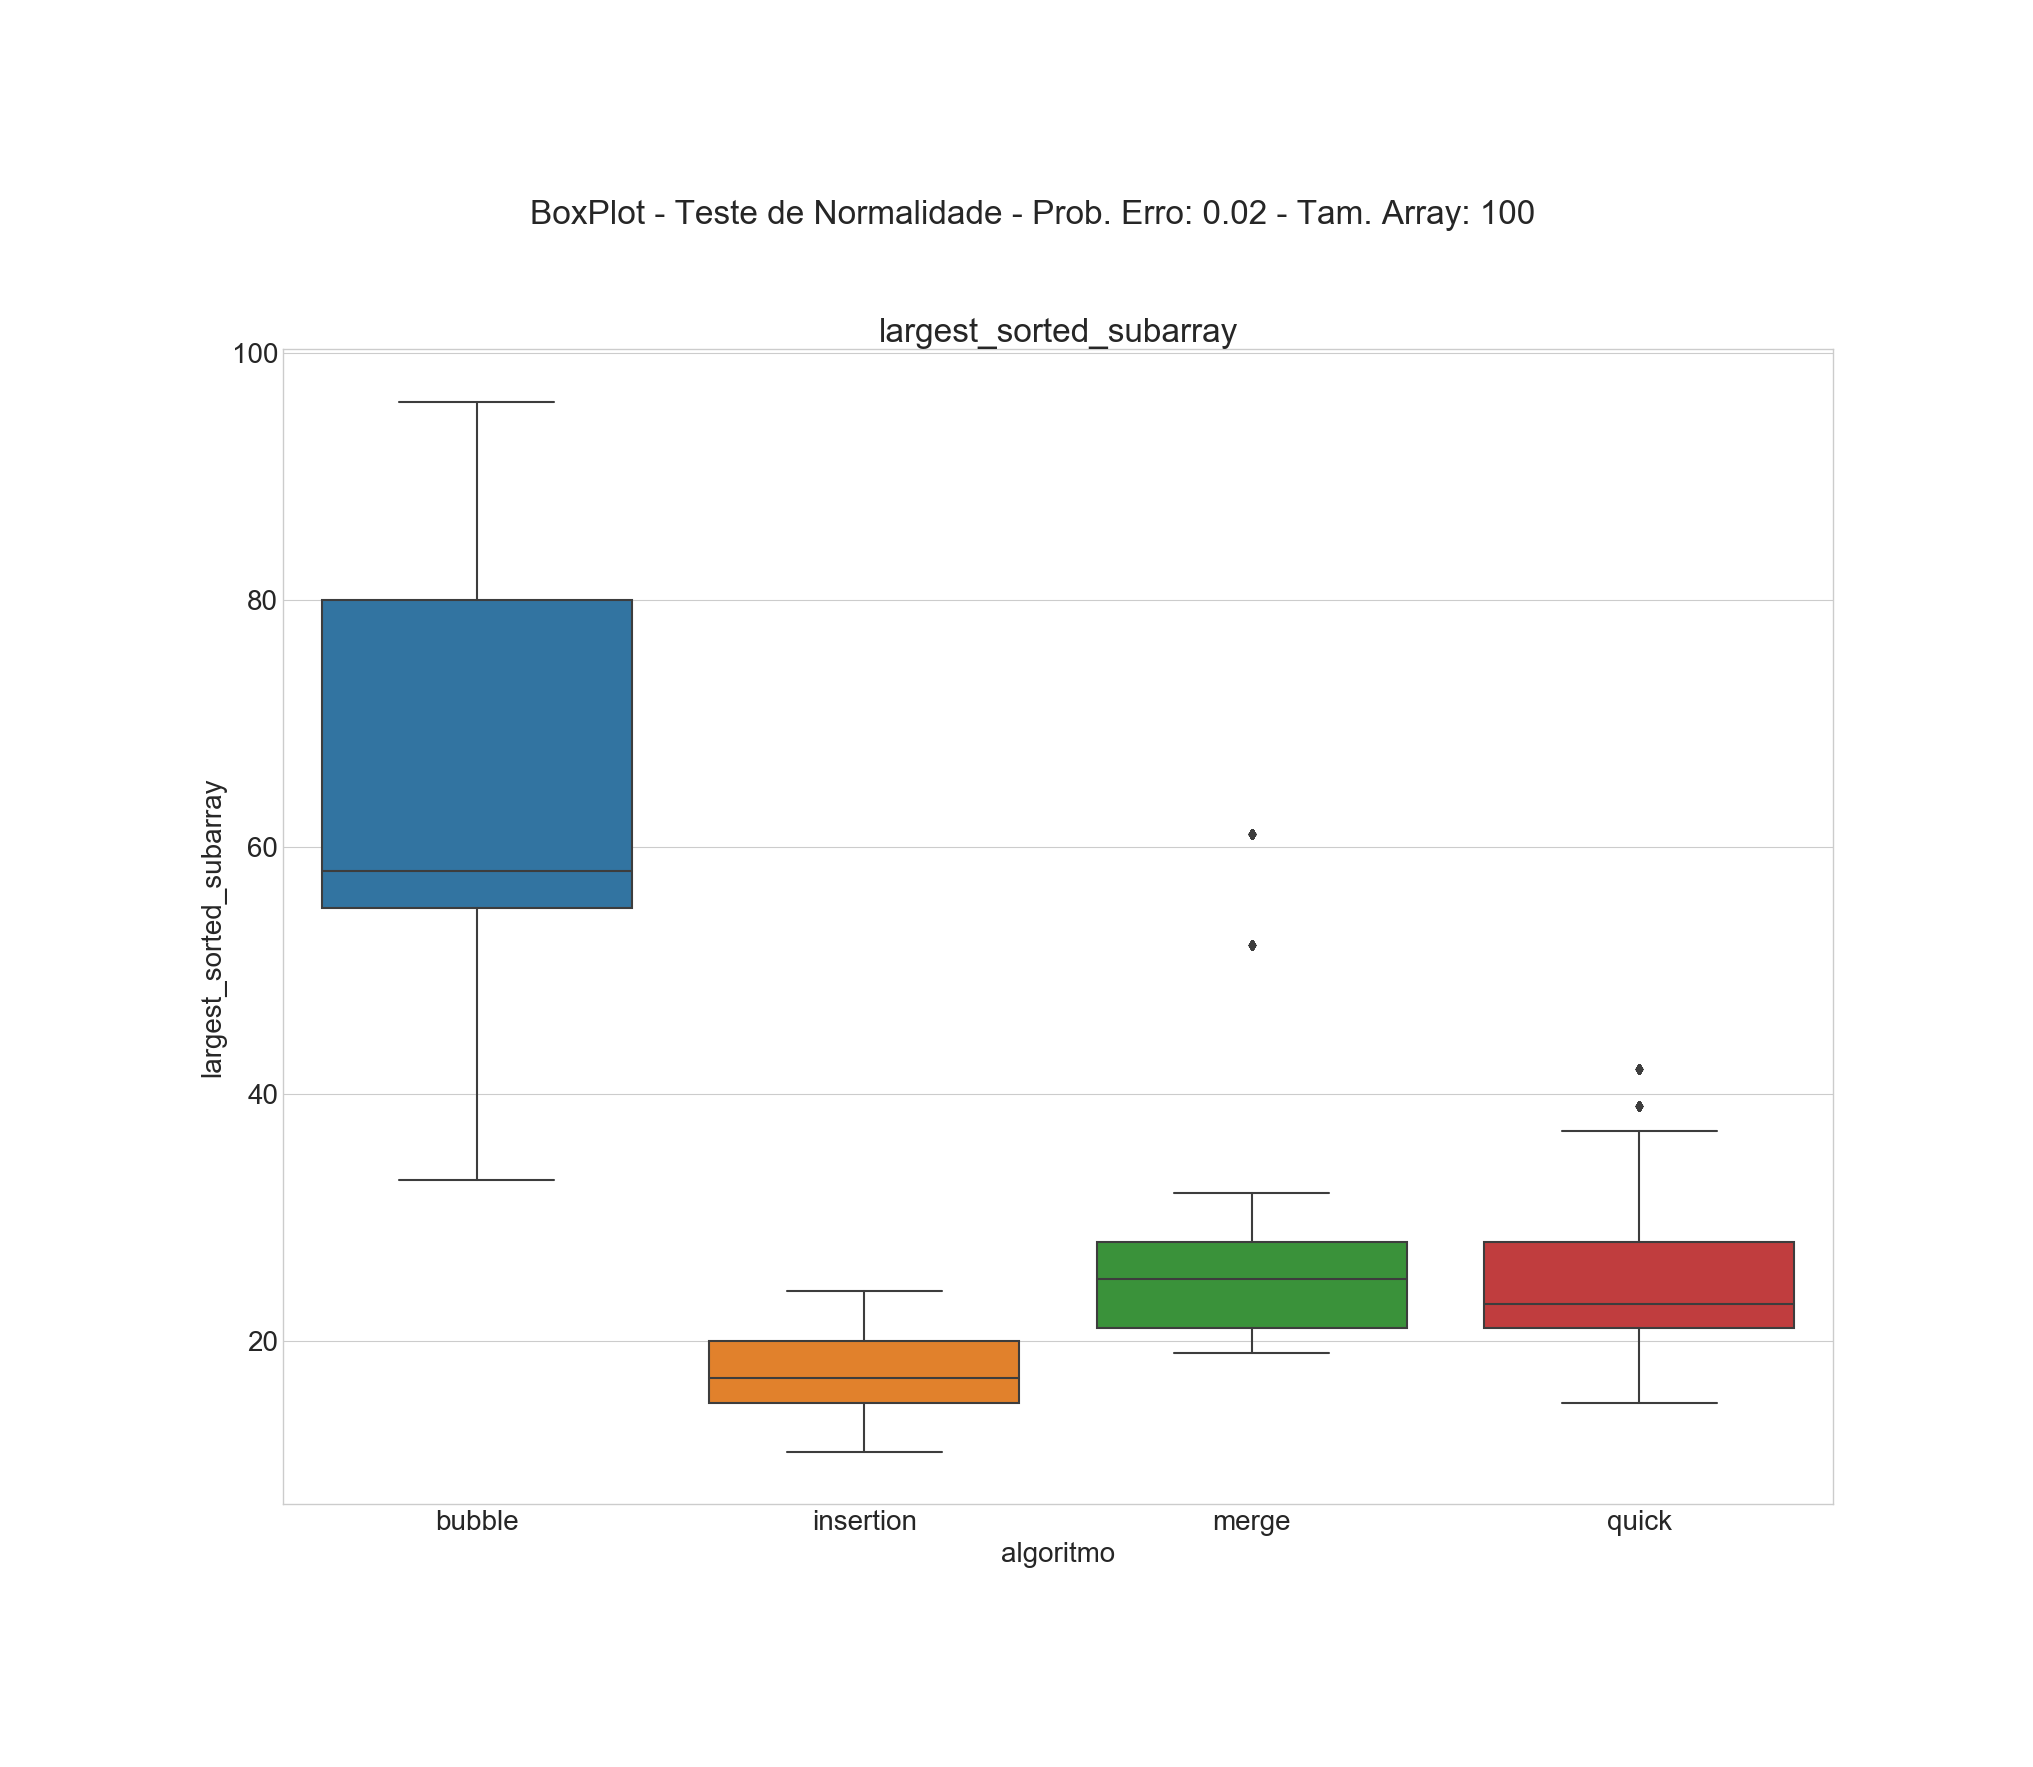 BoxPlot - Teste de Normalidade - Prob. Erro: 0.02 - Tam. Array: 100
largest_sorted_subarray
100
80
60
40
20
largest_sorted_subarray
bubble insertion merge quick
algoritmo